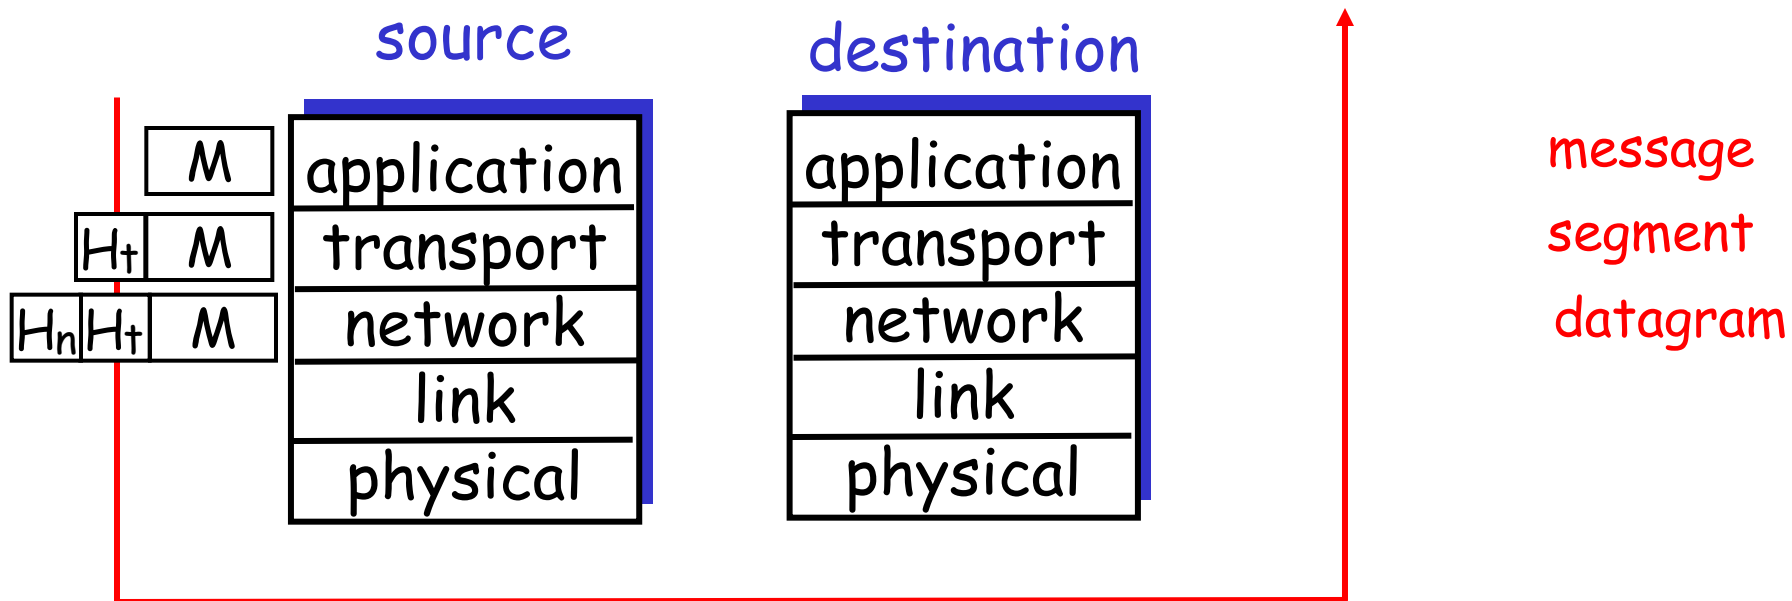 source
destination
M
application
application
message
Ht
M
transport
transport
segment
Hn
Ht
M
network
network
datagram
link
link
physical
physical